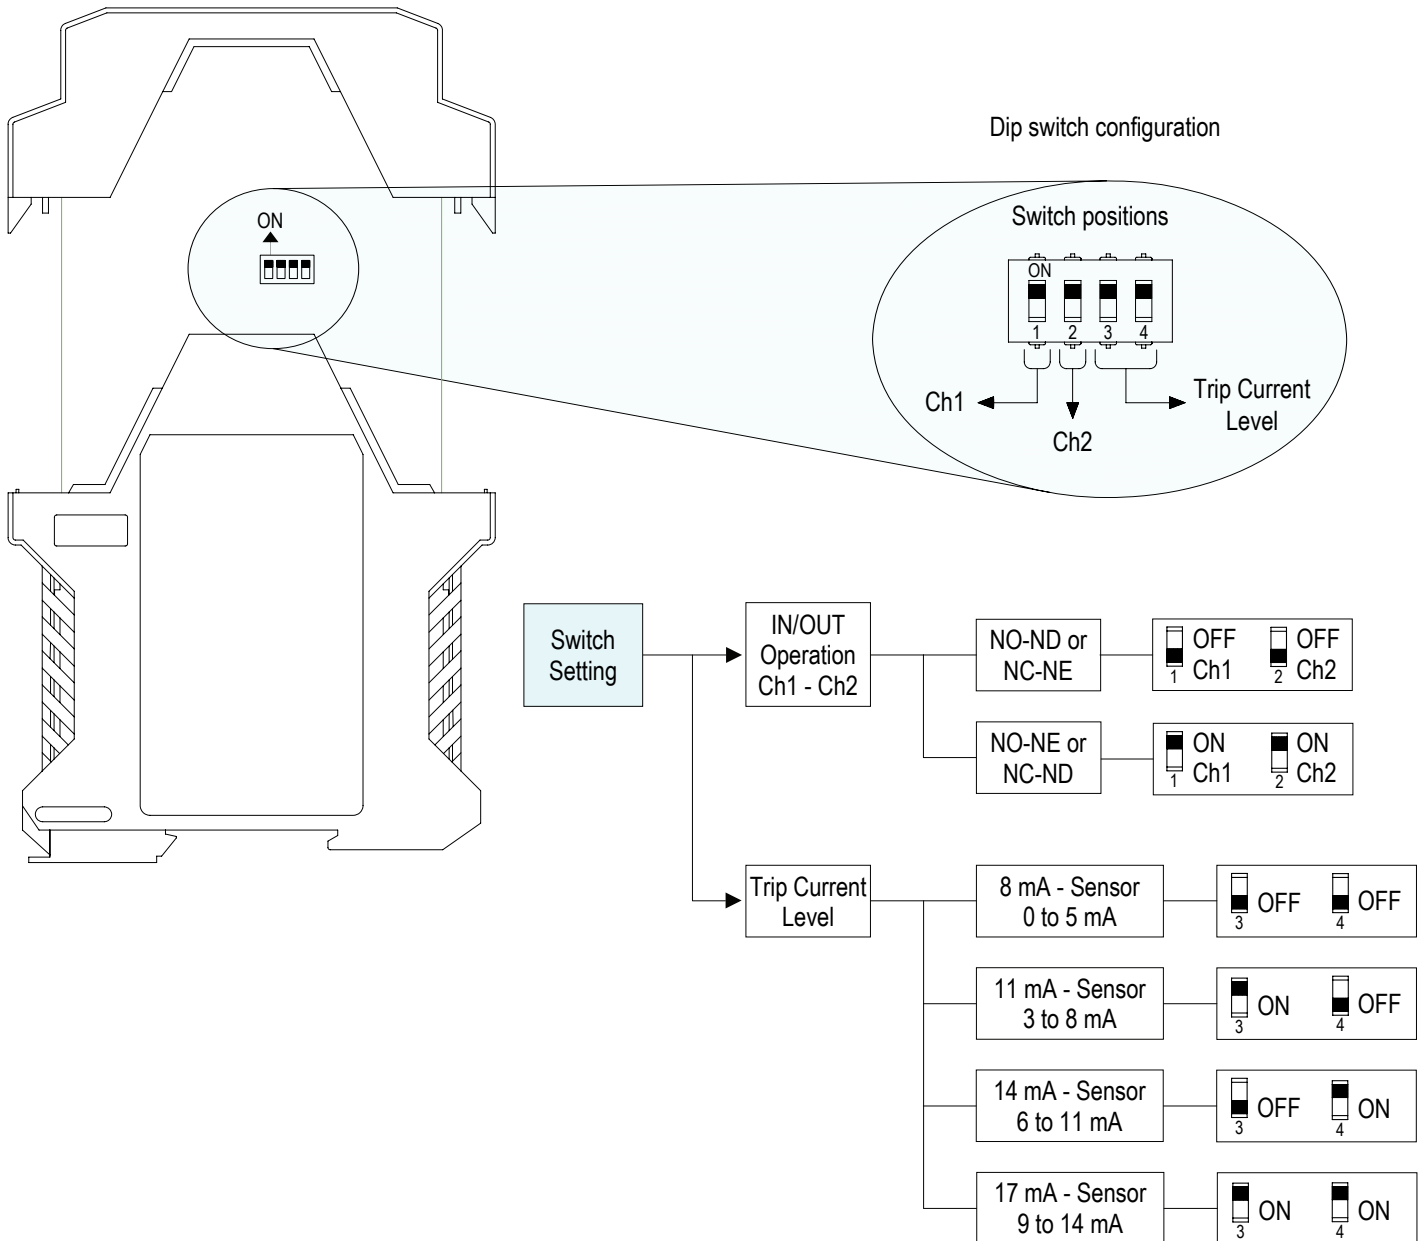 Dip switch configuration
ON
Switch positions
ON
1 2 3 4
Ch1
Ch2
Trip Current
Level
Switch
Setting
IN/OUT
Operation
Ch1 - Ch2
NO-ND or
NC-NE
OFF
Ch1
1
OFF
Ch2
2
NO-NE or
NC-ND
ON
Ch1
1
ON
Ch2
2
Trip Current
Level
8 mA - Sensor
0 to 5 mA
3 OFF
4 OFF
11 mA - Sensor
3 to 8 mA
3 ON
4 OFF
14 mA - Sensor
6 to 11 mA
3 OFF
4 ON
17 mA - Sensor
9 to 14 mA
3 ON
4 ON